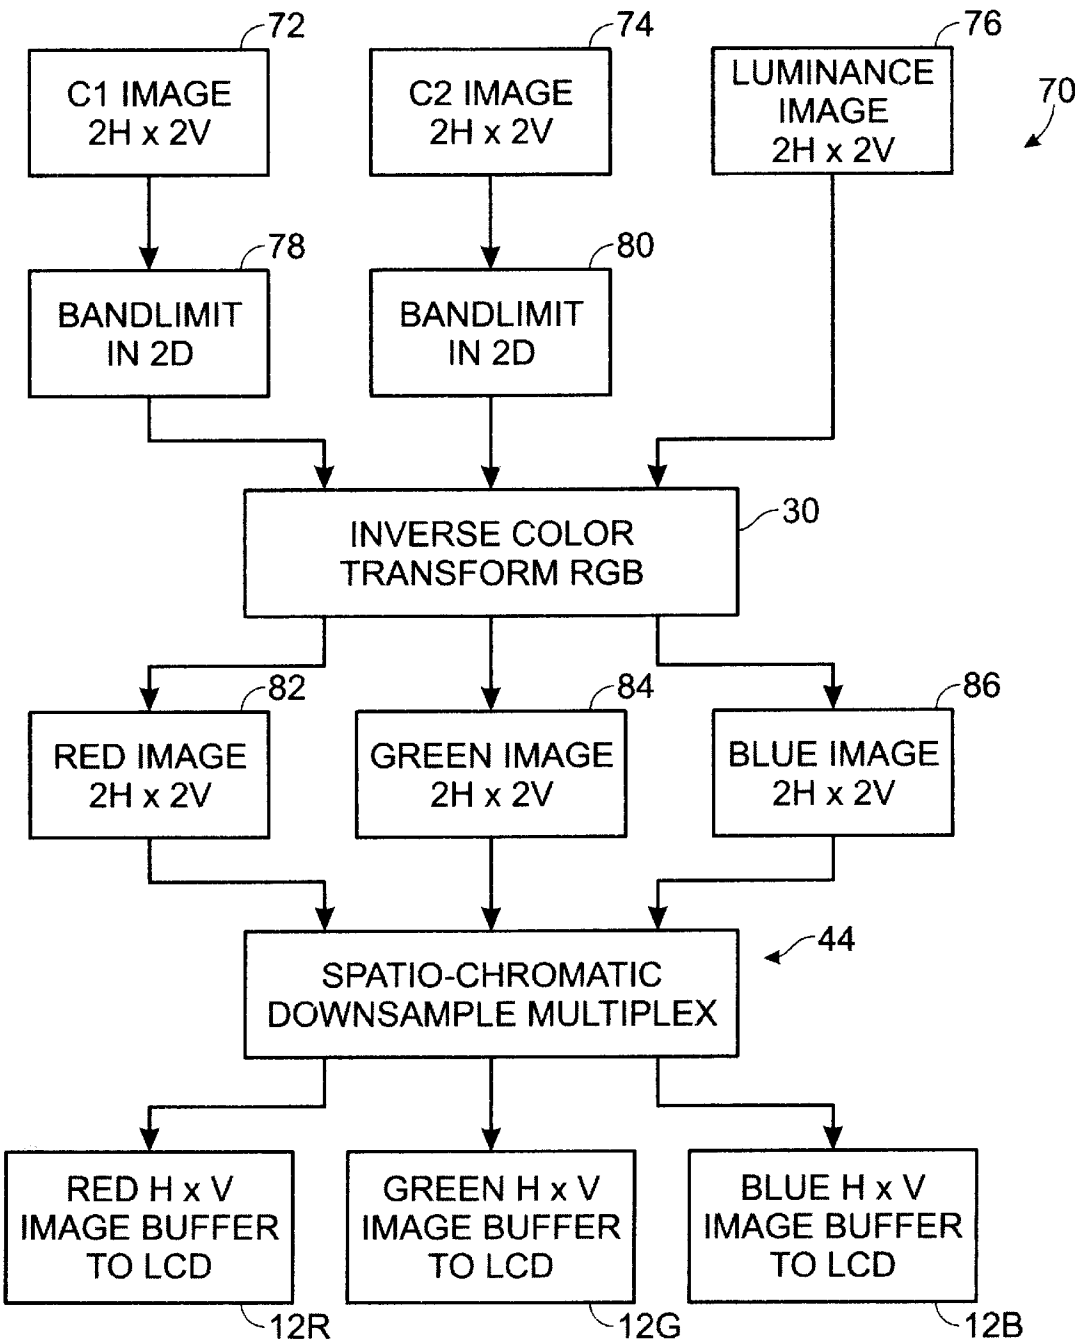 72
74
76
C1 IMAGE
2H x 2V
C2 IMAGE
2H x 2V
LUMINANCE
IMAGE
2H x 2V
70
78
80
BANDLIMIT
IN 2D
BANDLIMIT
IN 2D
INVERSE COLOR
TRANSFORM RGB
30
82
84
86
RED IMAGE
2H x 2V
GREEN IMAGE
2H x 2V
BLUE IMAGE
2H x 2V
44
SPATIO-CHROMATIC
DOWNSAMPLE MULTIPLEX
RED H x V
IMAGE BUFFER
TO LCD
GREEN H x V
IMAGE BUFFER
TO LCD
BLUE H x V
IMAGE BUFFER
TO LCD
12R
12G
12B